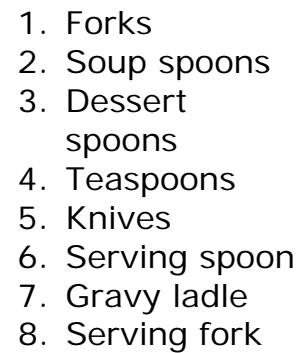 1. Forks
2. Soup spoons
3. Dessert
spoons
4. Teaspoons
5. Knives
6. Serving spoon
7. Gravy ladle
8. Serving fork